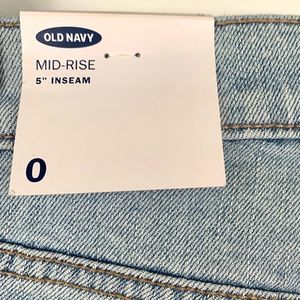 OLD NAVY
MID-RISE
5" INSEAM
0